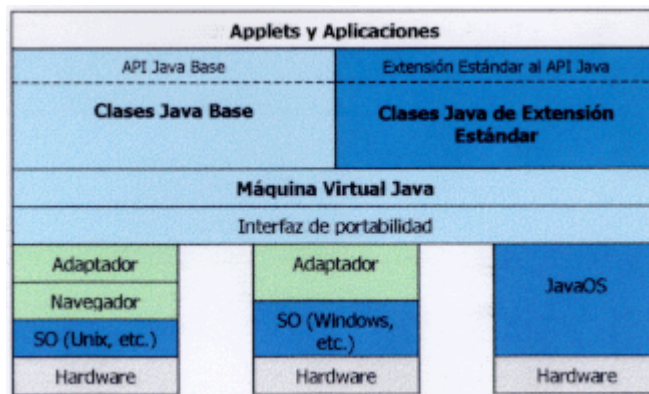 Applets y Aplicaciones
API Java Base
Extensión Estándar al API Java
Clases Java Base
Clases Java de Extensión
Estándar
Máquina Virtual Java
Interfaz de portabilidad
Adaptador
Navegador
SO (Unix, etc.)
Hardware
Adaptador
SO (Windows,
etc.)
Hardware
JavaOS
Hardware